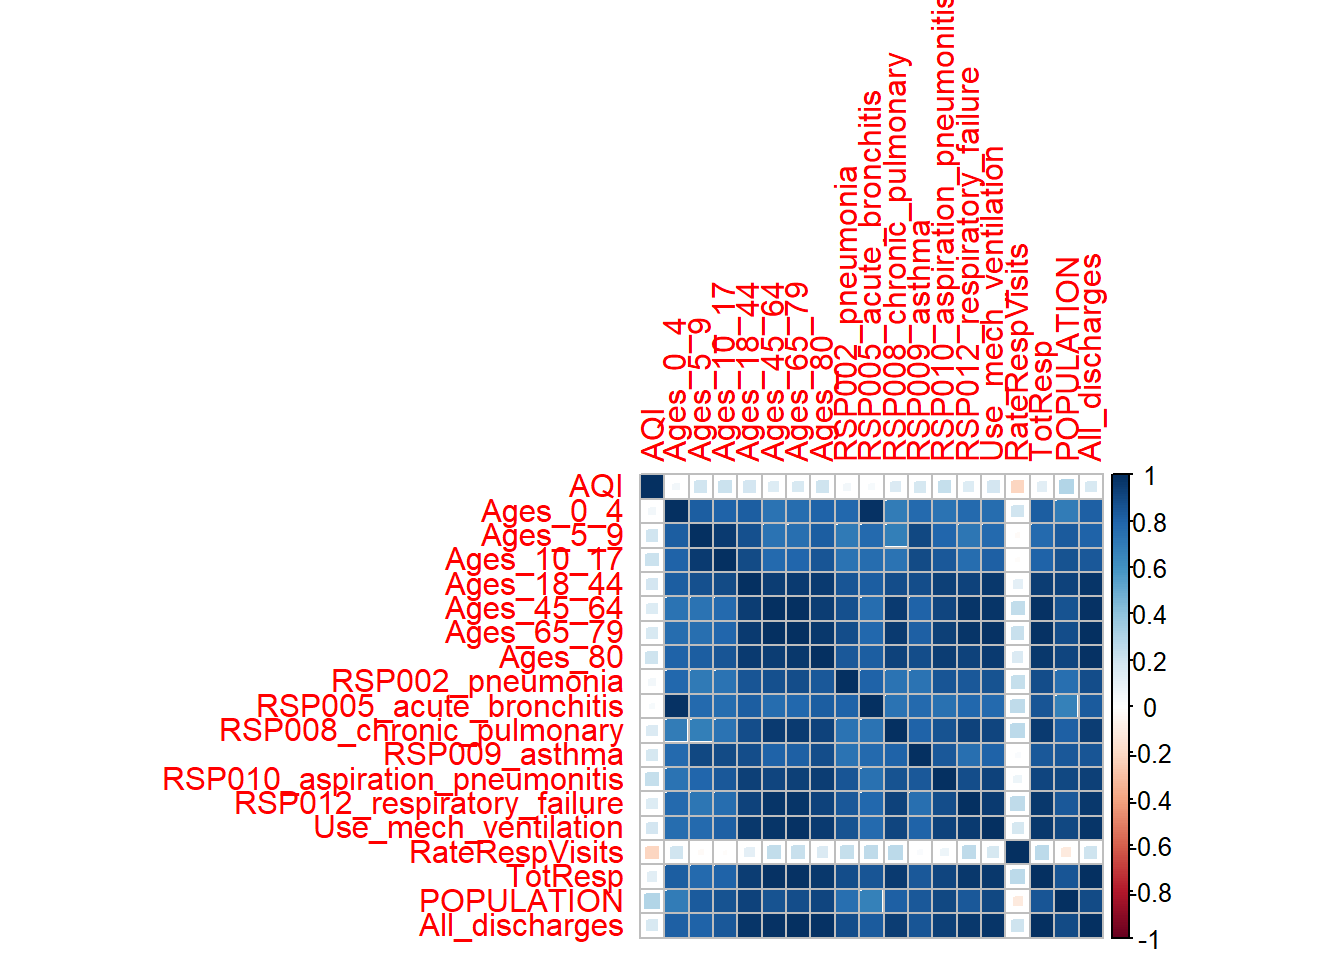 AQI
Ages_0_4
Ages_5_9
Ages_10_17
Ages_18_44
Ages_45_64
Ages_65_79
Ages_80_
RSP002_pneumonia
RSP005_acute_bronchitis
RSP008_chronic_pulmonary
RSP009_asthma
RSP010_aspiration_pneumonitis
RSP012_respiratory_failure
Use_mech_ventilation
RateRespVisits
TotResp
POPULATION
All_discharges
AQI
Ages_0_4
Ages_5_9
Ages_10_17
Ages_18_44
Ages_45_64
Ages_65_79
Ages_80_
RSP002_pneumonia
RSP005_acute_bronchitis
RSP008_chronic_pulmonary
RSP009_asthma
RSP010_aspiration_pneumonitis
RSP012_respiratory_failure
Use_mech_ventilation
RateRespVisits
TotResp
POPULATION
All_discharges
1
0.8
0.6
0.4
0.2
0
-0.2
-0.4
-0.6
-0.8
-1